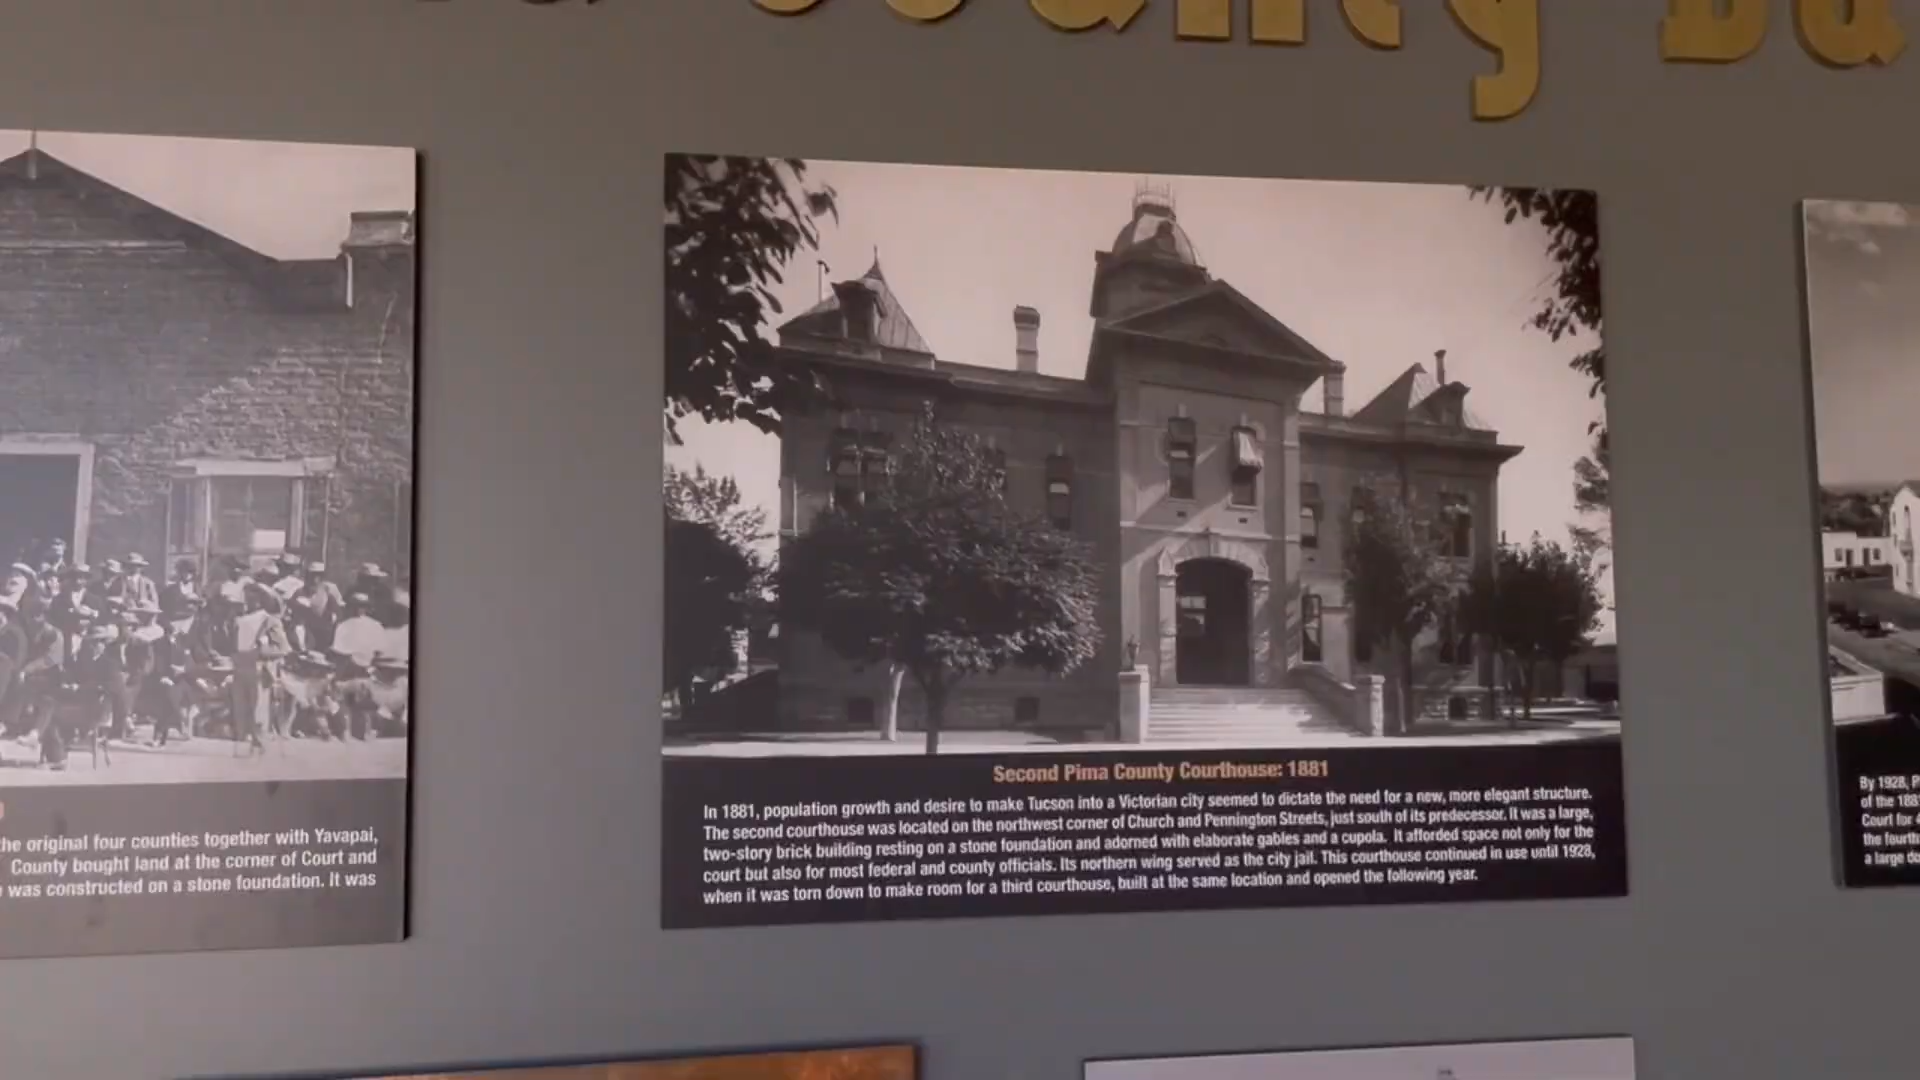 County
Second Pima County Courthouse: 1881
In 1881, population growth and desire to make Tucson into a Victorian city seemed to dictate the need for a new, more elegant structure.
The second courthouse was located on the northwest corner of Church and Pennington Streets, just south of its predecessor. It was a large,
two-story brick building resting on a stone foundation and adorned with elaborate gables and a cupola. It afforded space not only for the
court but also for most federal and county officials. Its northern wing served as the city jail. This courthouse continued in use until 1928,
when it was torn down to make room for a third courthouse, built at the same location and opened the following year.
the original four counties together with Yavapai,
County bought land at the corner of Court and
was constructed on a stone foundation. It was
By 1928,
of the
Court for
the
a large